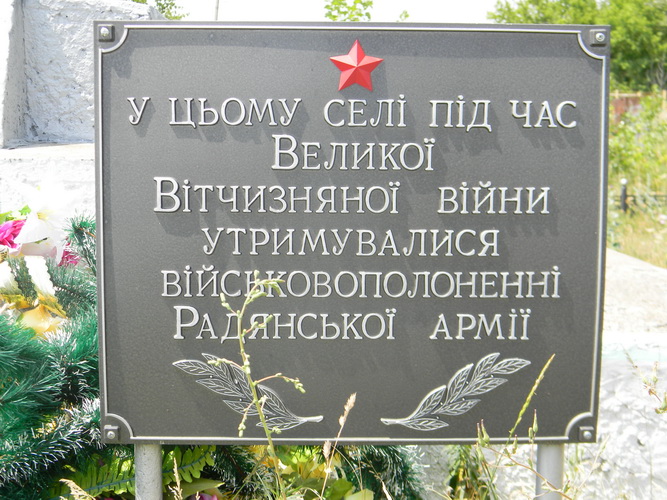 У ЦЬОМУ СЕЛІ ПІД ЧАС
ВЕЛИКОЇ
ВІТЧИЗНЯНОЇ ВІЙНИ
УТРИМУВАЛИСЯ
ВІЙСЬКОВОПОЛОНЕННІ
РАДЯНСЬКОЇ АРМІЇ